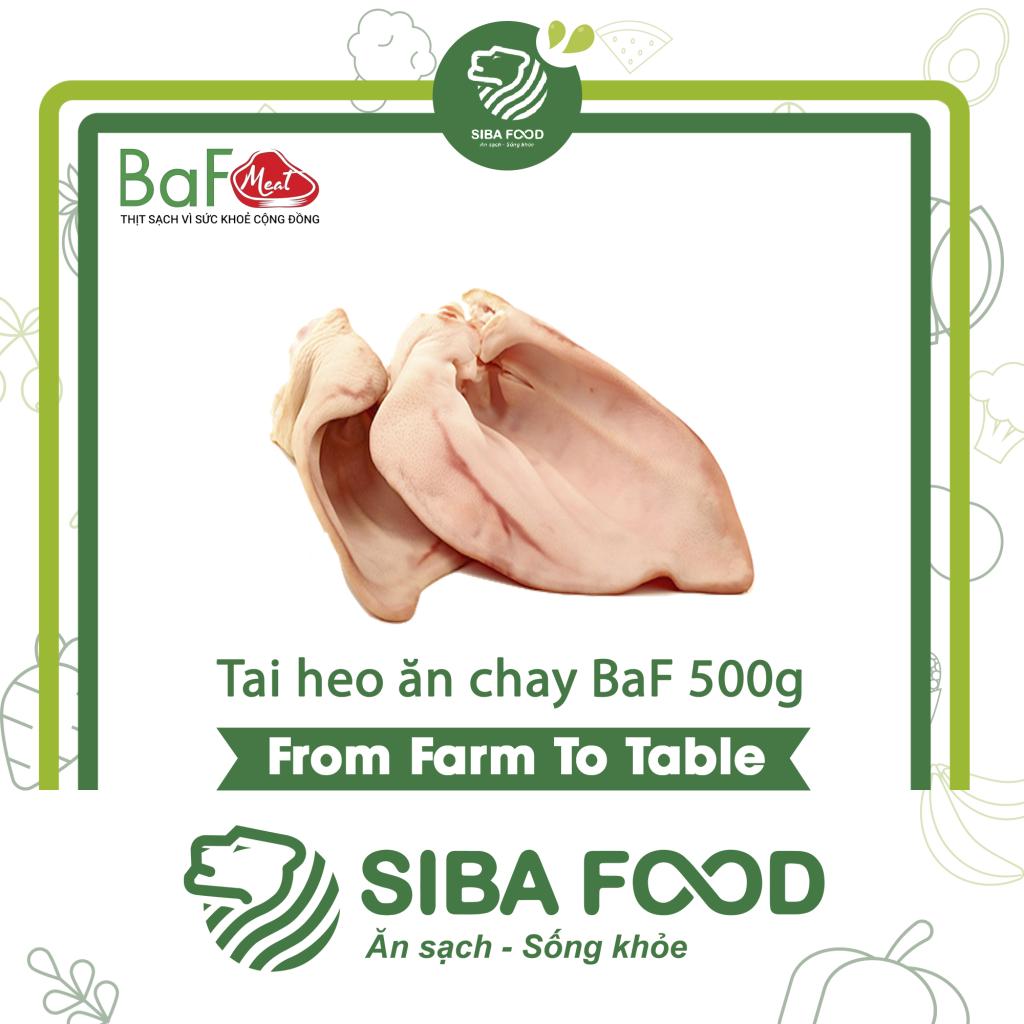 SIBA FOOD
Ăn sạch - Sống khỏe
BaF Meat
THỊT SẠCH VÌ SỨC KHOẺ CỘNG ĐỒNG
Tai heo ăn chay BaF 500g
From Farm To Table
SIBA FOOD
Ăn sạch - Sống khỏe